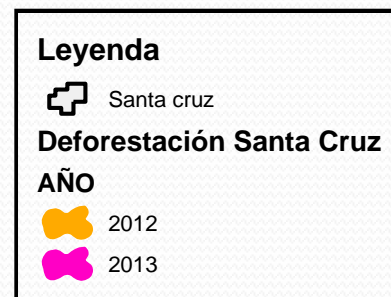 Leyenda
Santa cruz
Deforestación Santa Cruz
AÑO
2012
2013